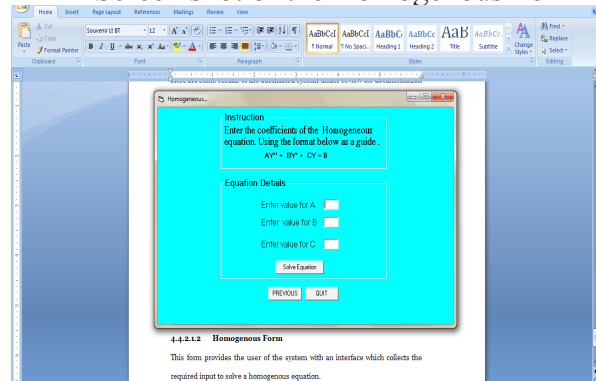 Home Insert Page Layout References Mailings Review View
Cut
Copy
Paste
Format Painter
Clipboard
Souvenir Lt BT 12
Font
Paragraph
AaBbCcI AaBbCcI AaBbC AaBbCc AaB AaBbCc.
¶ Normal ¶ No Spaci... Heading 1 Heading 2 Title Subtitle
Change Styles
Styles
Find
Replace
Select
Editing
Homogeneous...
Instruction
Enter the coefficients of the Homogeneous
equation. Using the format below as a guide .
AY'' + BY' + CY = 0
Equation Details
Enter value for A
Enter value for B
Enter value for C
Solve Equation
PREVIOUS QUIT
4.4.2.1.2 Homogenous Form
This form provides the user of the system with an interface which collects the
required input to solve a homogenous equation.